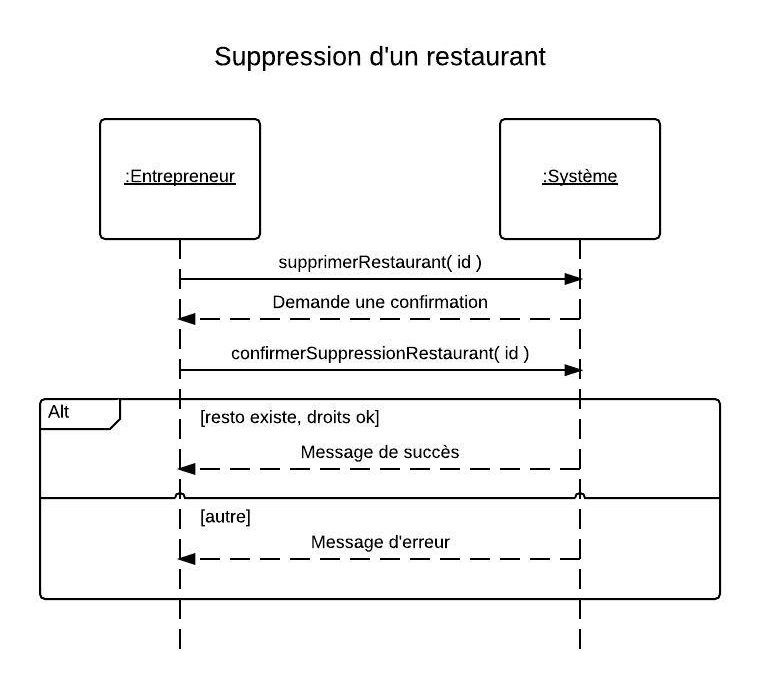 Suppression d'un restaurant
:Entrepreneur
:Système
supprimerRestaurant( id )
Demande une confirmation
confirmerSuppressionRestaurant( id )
Alt
[resto existe, droits ok]
Message de succès
[autre]
Message d'erreur